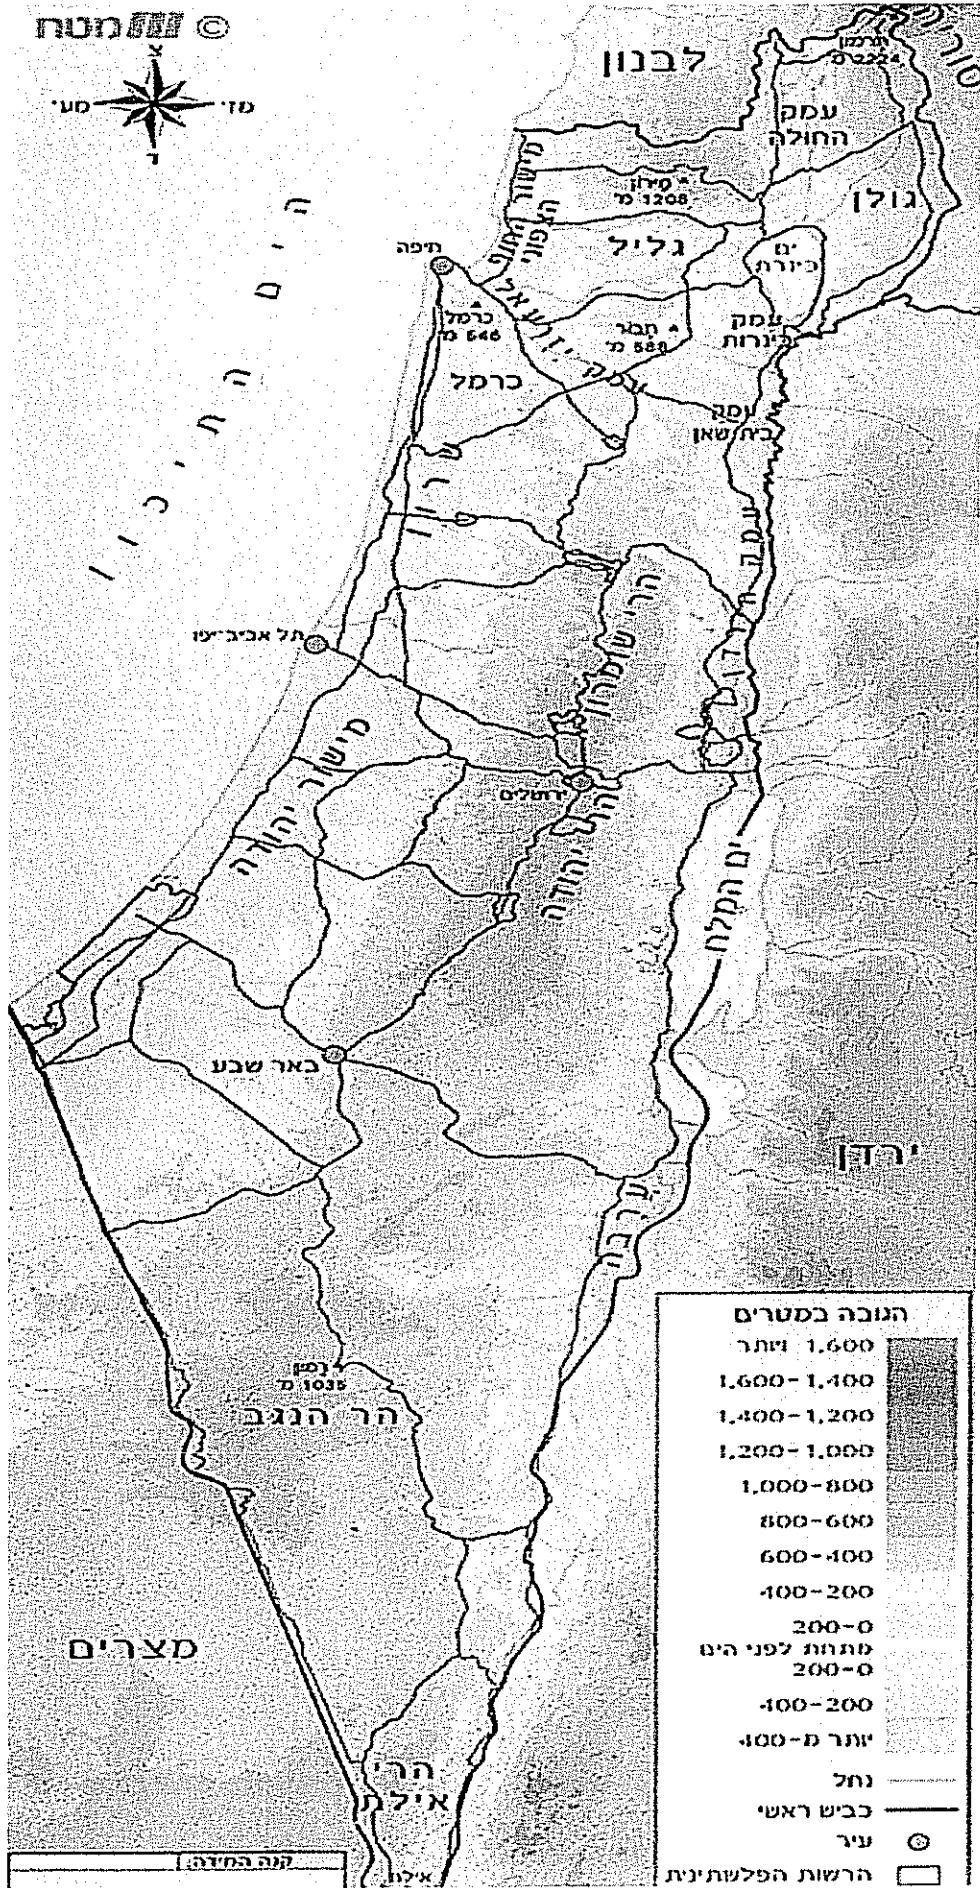 © מטח
צ
מע' מז'
ד
לבנון
סוריה
חרמון
2224 מ'
עמק
החולה
גולן
מירון
1208 מ'
מישור החוף
הצפוני
גליל
ים
כינרת
חיפה
כרמל
546 מ'
תבור
588 מ'
עמק
כינרות
עמק יזרעאל
כרמל
עמק
בית שאן
הים התיכון
שרון
עמק הירדן
תל אביב-יפו
הרי שומרון
מישור יהודה
ירושלים
הרי יהודה
ים המלח
באר שבע
ירדן
ערבה
רמון
1035 מ'
הר הנגב
מצרים
הרי
אילת
אילת
קנה המידה:
הגובה במטרים
1,600 ויותר
1,600-1,400
1,400-1,200
1,200-1,000
1,000-800
800-600
600-400
400-200
200-0
מתחת לפני הים
200-0
400-200
יותר מ-400
נחל
כביש ראשי
עיר
הרשות הפלשתינית